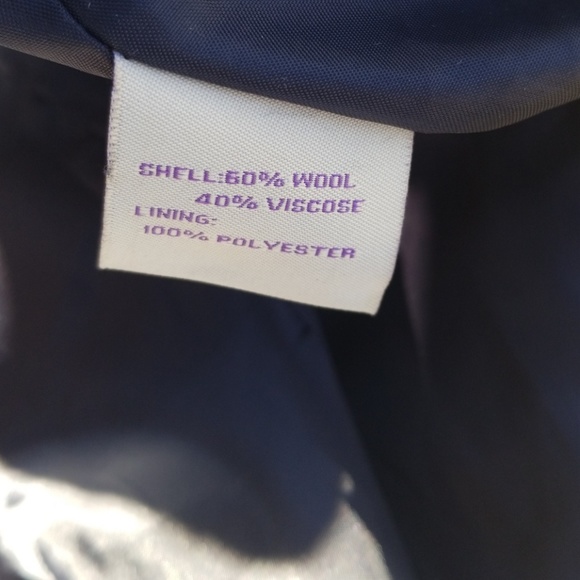 SHELL:60% WOOL
40% VISCOSE
LINING:
100% POLYESTER